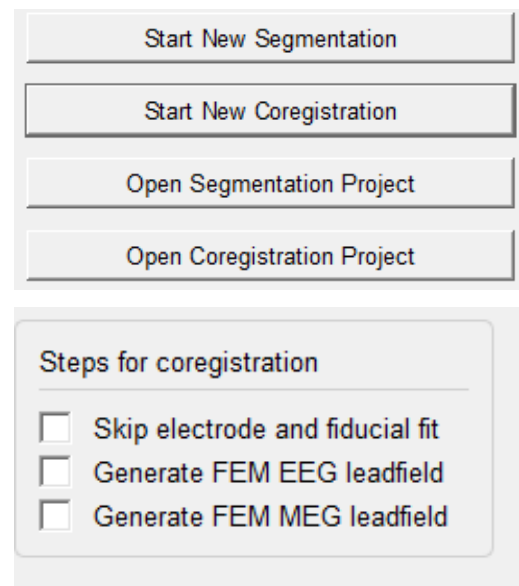 Start New Segmentation
Start New Coregistration
Open Segmentation Project
Open Coregistration Project
Steps for coregistration
Skip electrode and fiducial fit
Generate FEM EEG leadfield
Generate FEM MEG leadfield